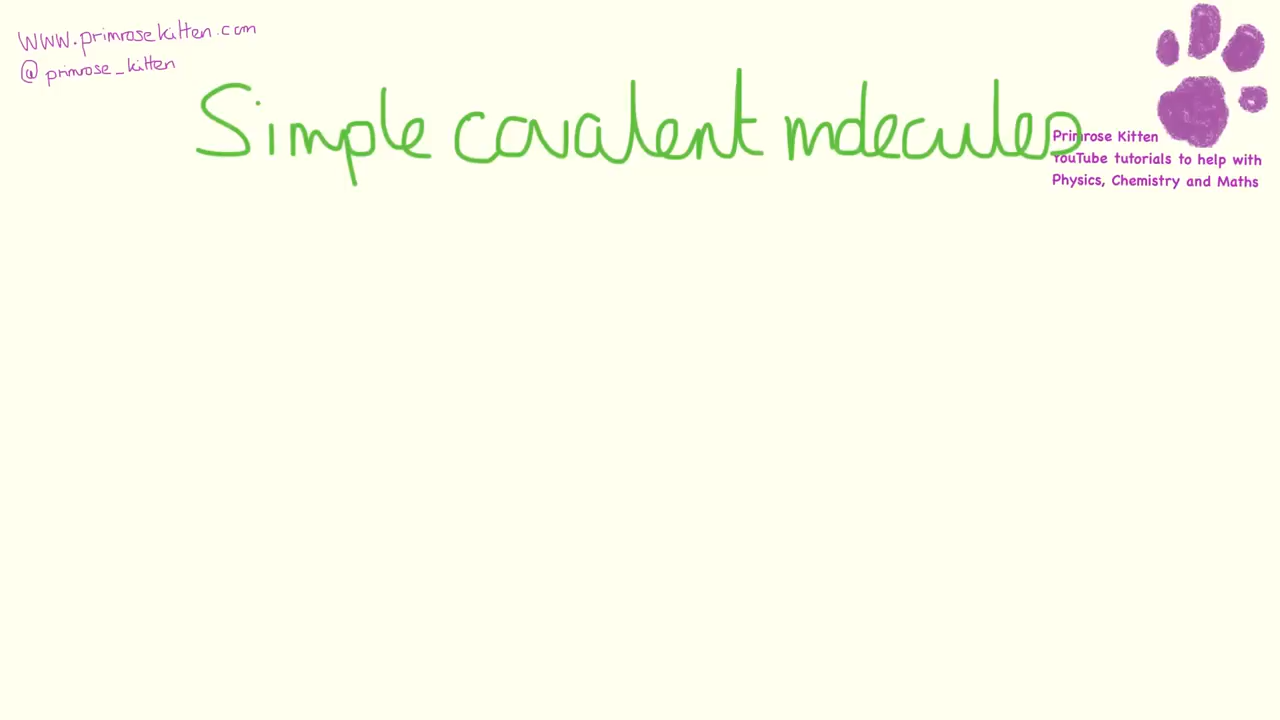 www.primrosekitten.com
@primrose_kitten
Simple covalent molecules
Primrose Kitten
YouTube tutorials to help with
Physics, Chemistry and Maths